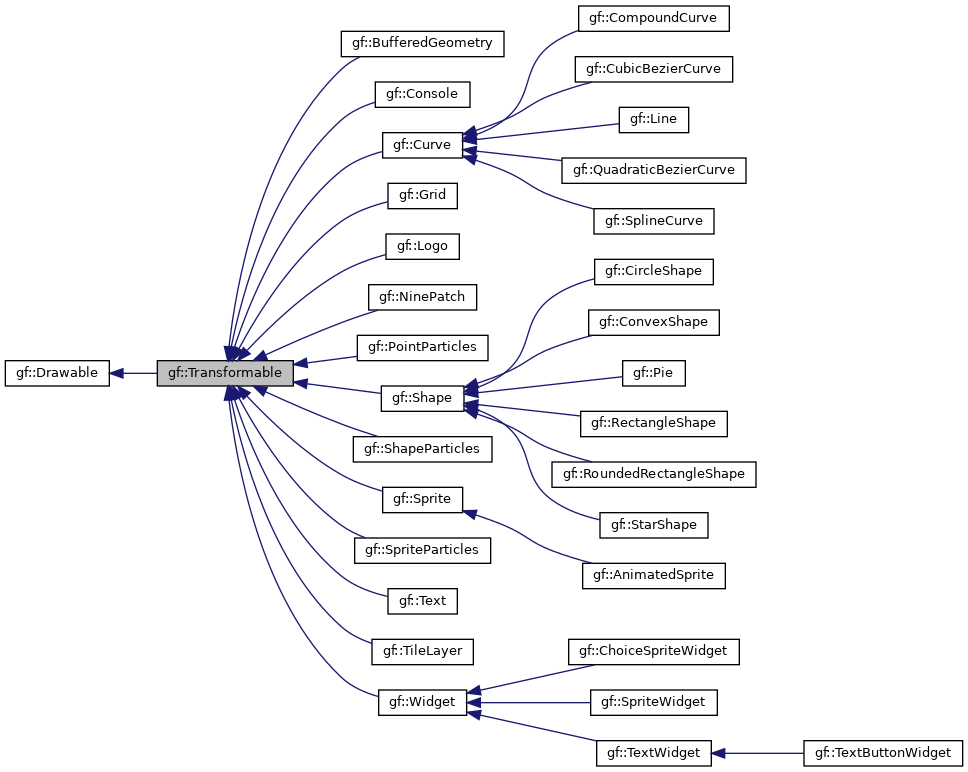 gf::CompoundCurve
gf::BufferedGeometry
gf::CubicBezierCurve
gf::Console
gf::Line
gf::Curve
gf::QuadraticBezierCurve
gf::Grid
gf::SplineCurve
gf::Logo
gf::CircleShape
gf::NinePatch
gf::ConvexShape
gf::PointParticles
gf::Drawable
gf::Transformable
gf::Pie
gf::Shape
gf::RectangleShape
gf::ShapeParticles
gf::RoundedRectangleShape
gf::Sprite
gf::StarShape
gf::SpriteParticles
gf::AnimatedSprite
gf::Text
gf::TileLayer
gf::ChoiceSpriteWidget
gf::Widget
gf::SpriteWidget
gf::TextWidget
gf::TextButtonWidget